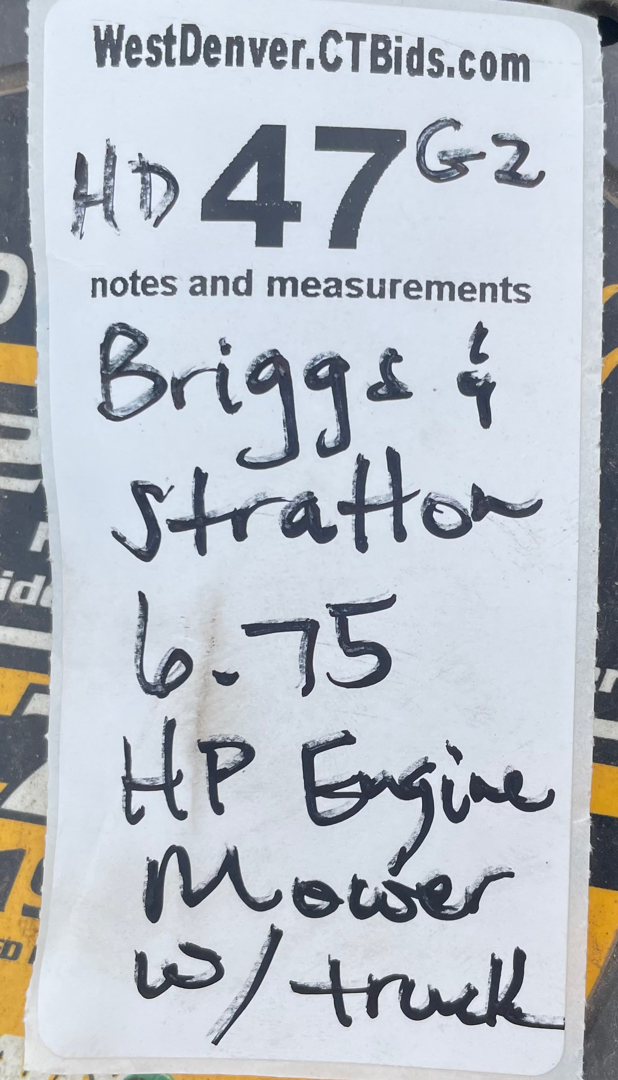 WestDenver.CTBids.com
HD 47 G2
notes and measurements
Briggs &
Stratton
6.75
HP Engine
Mower
w/ truck